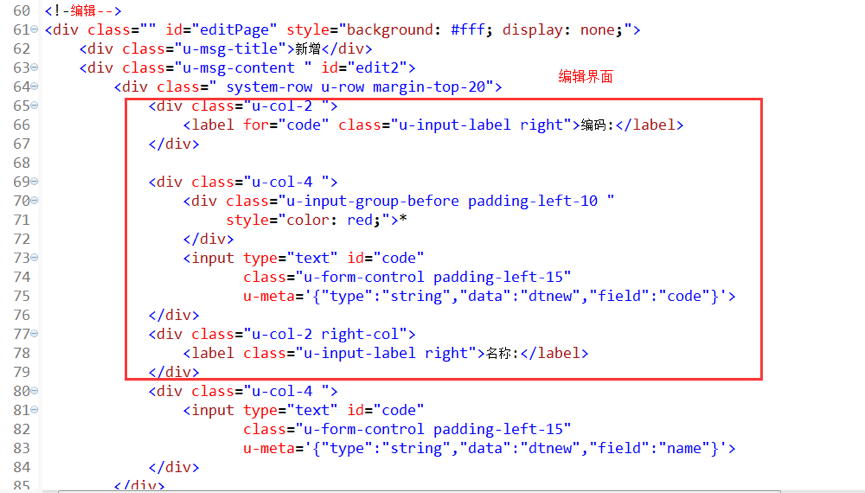 60 <!-编辑-->
61 <div class="" id="editPage" style="background: #fff; display: none;">
62 <div class="u-msg-title">新增</div>
63 <div class="u-msg-content " id="edit2">
64 <div class=" system-row u-row margin-top-20">
编辑界面
65 <div class="u-col-2 ">
66 <label for="code" class="u-input-label right">编码:</label>
67 </div>
68
69 <div class="u-col-4 ">
70 <div class="u-input-group-before padding-left-10 "
71 style="color: red;">*
72 </div>
73 <input type="text" id="code"
74 class="u-form-control padding-left-15"
75 u-meta='{"type":"string","data":"dtnew","field":"code"}'>
76 </div>
77 <div class="u-col-2 right-col">
78 <label class="u-input-label right">名称:</label>
79 </div>
80 <div class="u-col-4 ">
81 <input type="text" id="code"
82 class="u-form-control padding-left-15"
83 u-meta='{"type":"string","data":"dtnew","field":"name"}'>
84 </div>
85 </div>